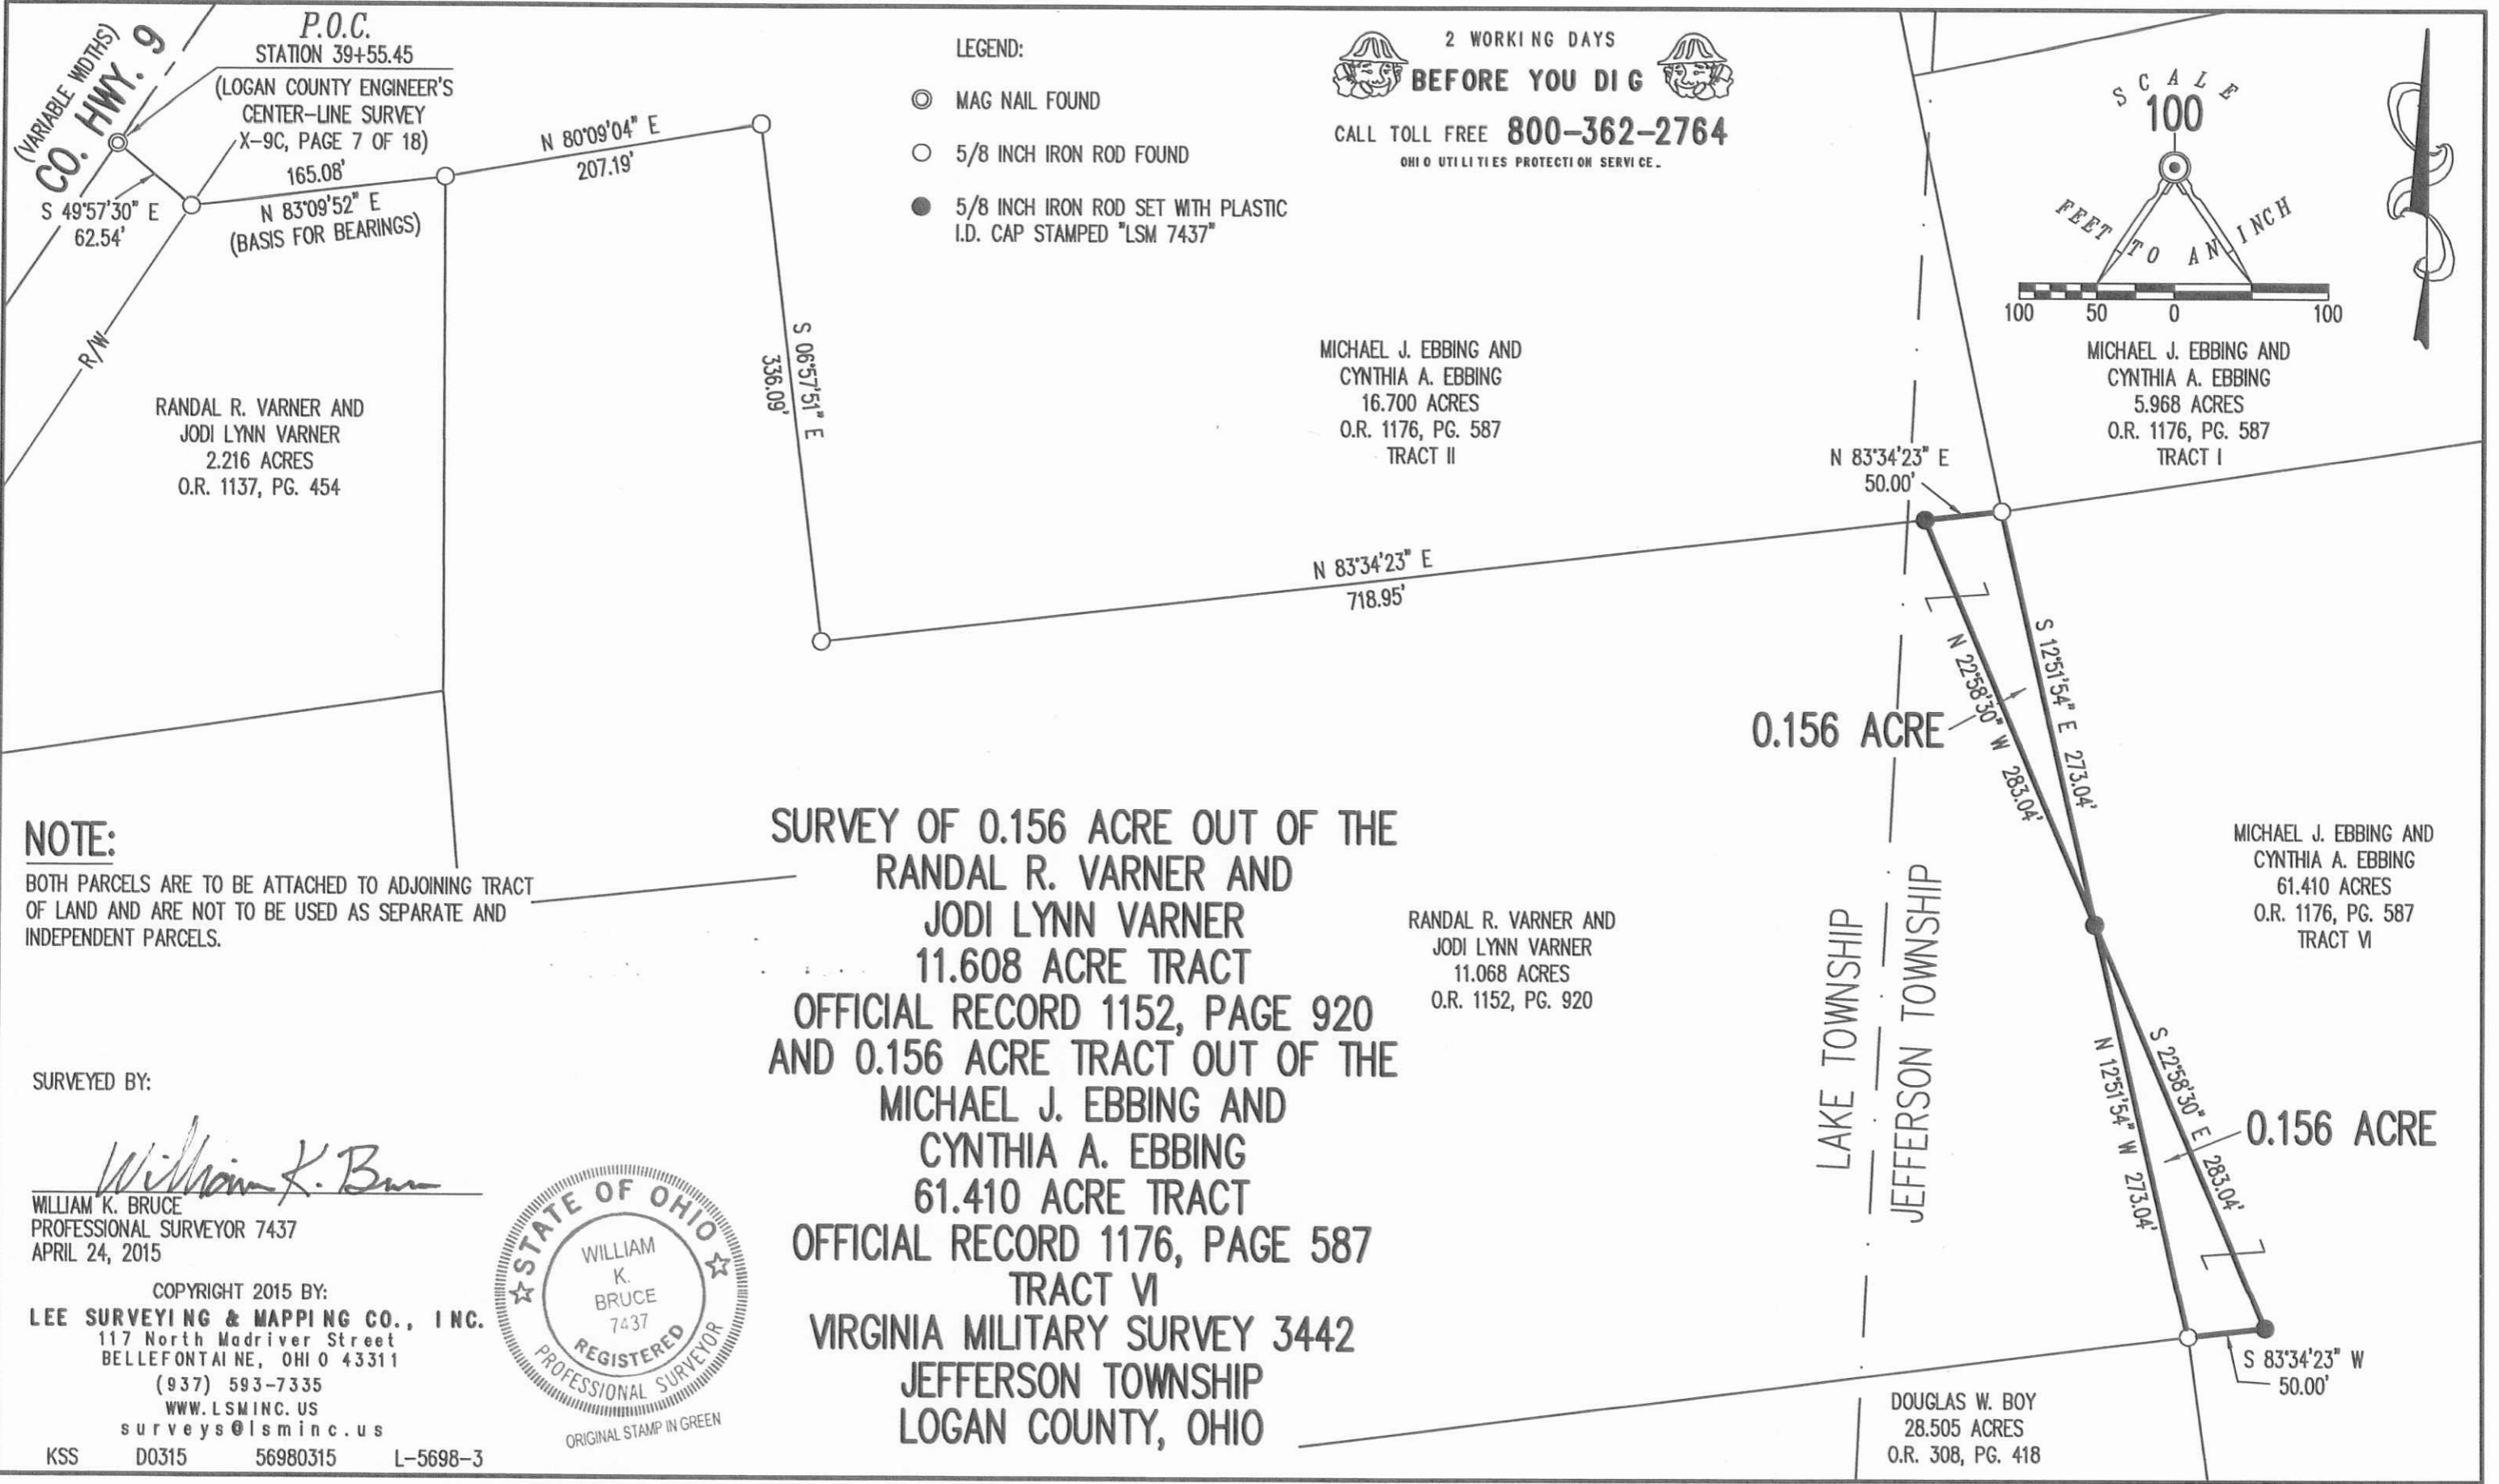 P.O.C.
STATION 39+55.45
(LOGAN COUNTY ENGINEER'S
CENTER-LINE SURVEY
X-9C, PAGE 7 OF 18)
(VARIABLE WIDTHS)
CO. HWY. 9
S 49°57'30" E
62.54'
165.08'
N 83°09'52" E
(BASIS FOR BEARINGS)
N 80°09'04" E
207.19'
R/W
S 06°57'51" E
336.09'
RANDAL R. VARNER AND
JODI LYNN VARNER
2.216 ACRES
O.R. 1137, PG. 454
LEGEND:
MAG NAIL FOUND
5/8 INCH IRON ROD FOUND
5/8 INCH IRON ROD SET WITH PLASTIC
I.D. CAP STAMPED "LSM 7437"
2 WORKING DAYS
BEFORE YOU DIG
CALL TOLL FREE 800-362-2764
OHIO UTILITIES PROTECTION SERVICE.
SCALE
100
FEET TO AN INCH
100 50 0 100
MICHAEL J. EBBING AND
CYNTHIA A. EBBING
16.700 ACRES
O.R. 1176, PG. 587
TRACT II
MICHAEL J. EBBING AND
CYNTHIA A. EBBING
5.968 ACRES
O.R. 1176, PG. 587
TRACT I
N 83°34'23" E
50.00'
N 83°34'23" E
718.95'
N 22°58'30" W 283.04'
S 12°51'54" E 273.04'
0.156 ACRE
NOTE:
BOTH PARCELS ARE TO BE ATTACHED TO ADJOINING TRACT
OF LAND AND ARE NOT TO BE USED AS SEPARATE AND
INDEPENDENT PARCELS.
SURVEY OF 0.156 ACRE OUT OF THE
RANDAL R. VARNER AND
JODI LYNN VARNER
11.608 ACRE TRACT
OFFICIAL RECORD 1152, PAGE 920
AND 0.156 ACRE TRACT OUT OF THE
MICHAEL J. EBBING AND
CYNTHIA A. EBBING
61.410 ACRE TRACT
OFFICIAL RECORD 1176, PAGE 587
TRACT VI
VIRGINIA MILITARY SURVEY 3442
JEFFERSON TOWNSHIP
LOGAN COUNTY, OHIO
RANDAL R. VARNER AND
JODI LYNN VARNER
11.068 ACRES
O.R. 1152, PG. 920
LAKE TOWNSHIP
JEFFERSON TOWNSHIP
MICHAEL J. EBBING AND
CYNTHIA A. EBBING
61.410 ACRES
O.R. 1176, PG. 587
TRACT VI
N 12°51'54" W 273.04'
S 22°58'30" E 283.04'
0.156 ACRE
S 83°34'23" W
50.00'
DOUGLAS W. BOY
28.505 ACRES
O.R. 308, PG. 418
SURVEYED BY:
William K. Bruce
WILLIAM K. BRUCE
PROFESSIONAL SURVEYOR 7437
APRIL 24, 2015
COPYRIGHT 2015 BY:
LEE SURVEYING & MAPPING CO., INC.
117 North Madriver Street
BELLEFONTAINE, OHIO 43311
(937) 593-7335
WWW.LSMINC.US
surveys@lsminc.us
KSS D0315 56980315 L-5698-3
STATE OF OHIO
WILLIAM
K.
BRUCE
7437
REGISTERED
PROFESSIONAL SURVEYOR
ORIGINAL STAMP IN GREEN